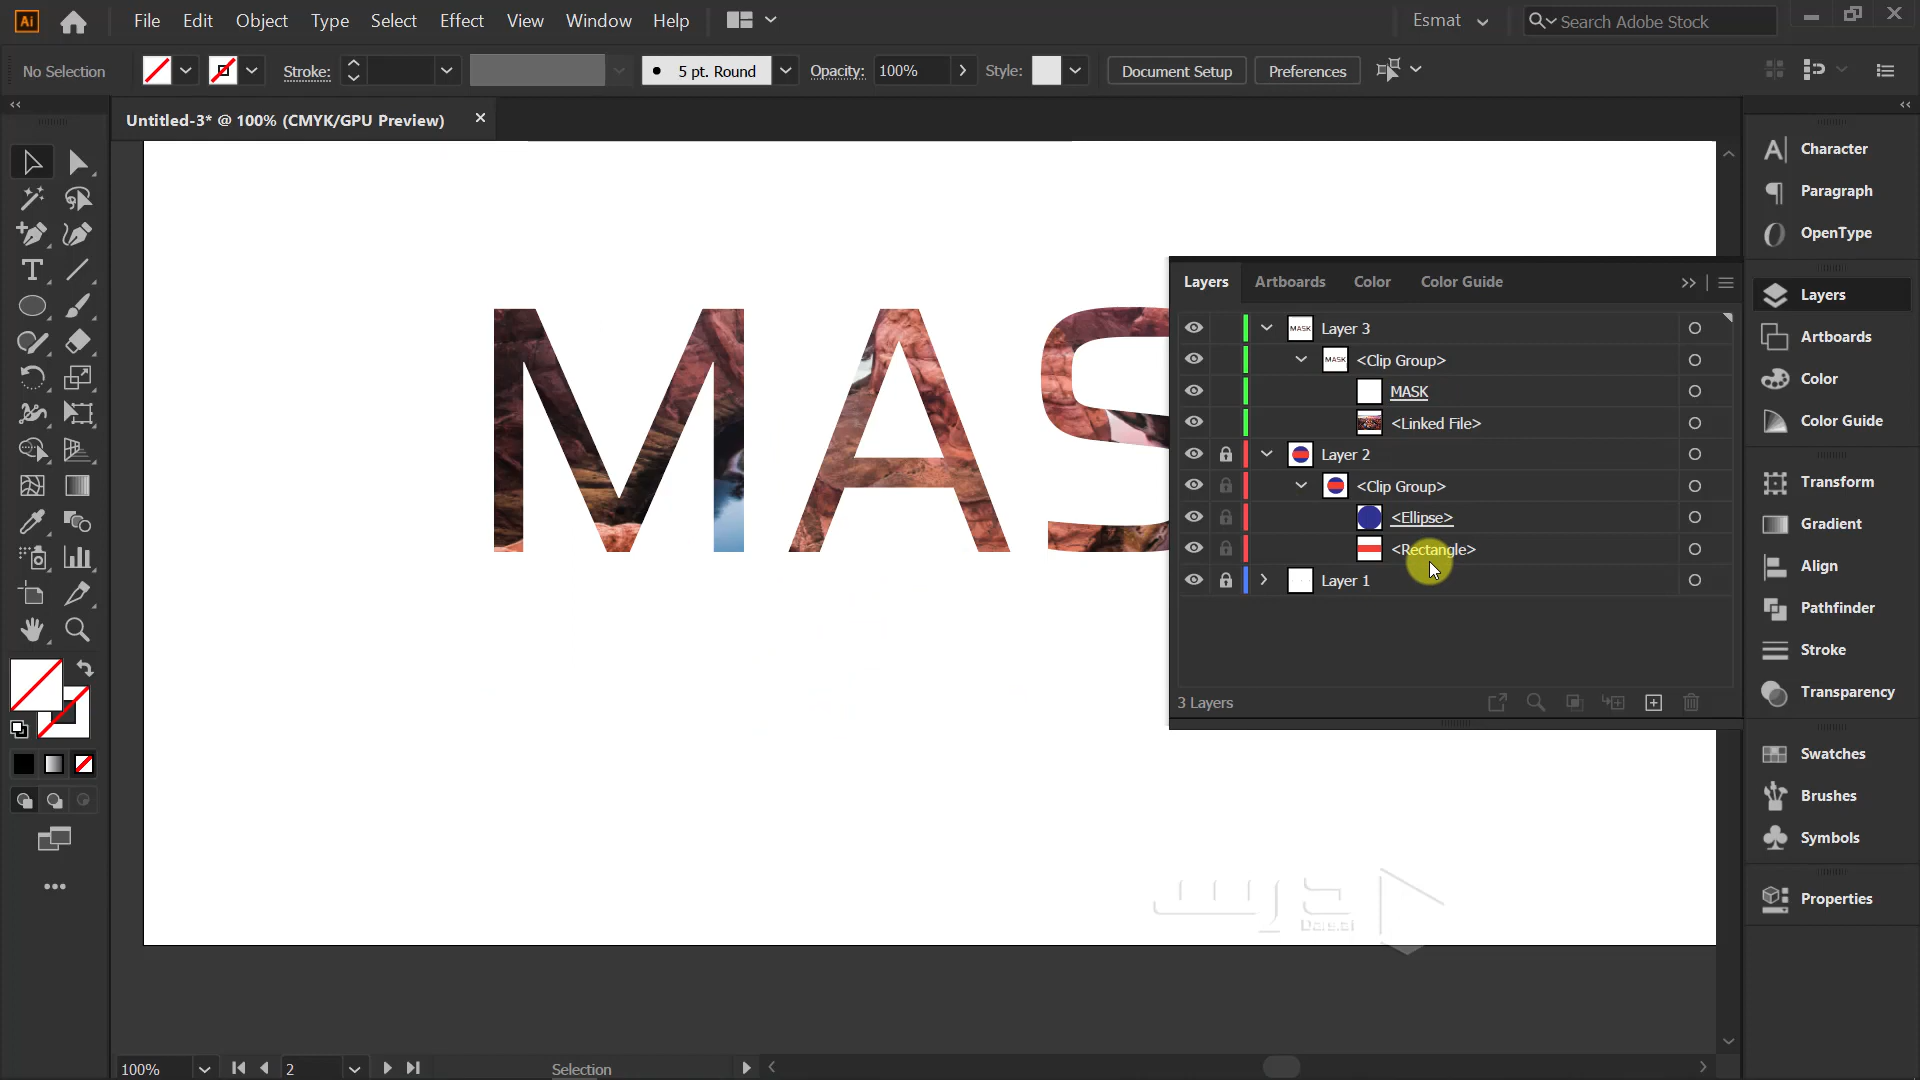 File Edit Object Type Select Effect View Window Help
Esmat
Search Adobe Stock
No Selection
Stroke:
5 pt. Round
Opacity: 100%
Style:
Document Setup
Preferences
Untitled-3* @ 100% (CMYK/GPU Preview)
MAS
Layers Artboards Color Color Guide
Layer 3
<Clip Group>
MASK
<Linked File>
Layer 2
<Clip Group>
<Ellipse>
<Rectangle>
Layer 1
3 Layers
Character
Paragraph
OpenType
Layers
Artboards
Color
Color Guide
Transform
Gradient
Align
Pathfinder
Stroke
Transparency
Swatches
Brushes
Symbols
Properties
100%
2
Selection